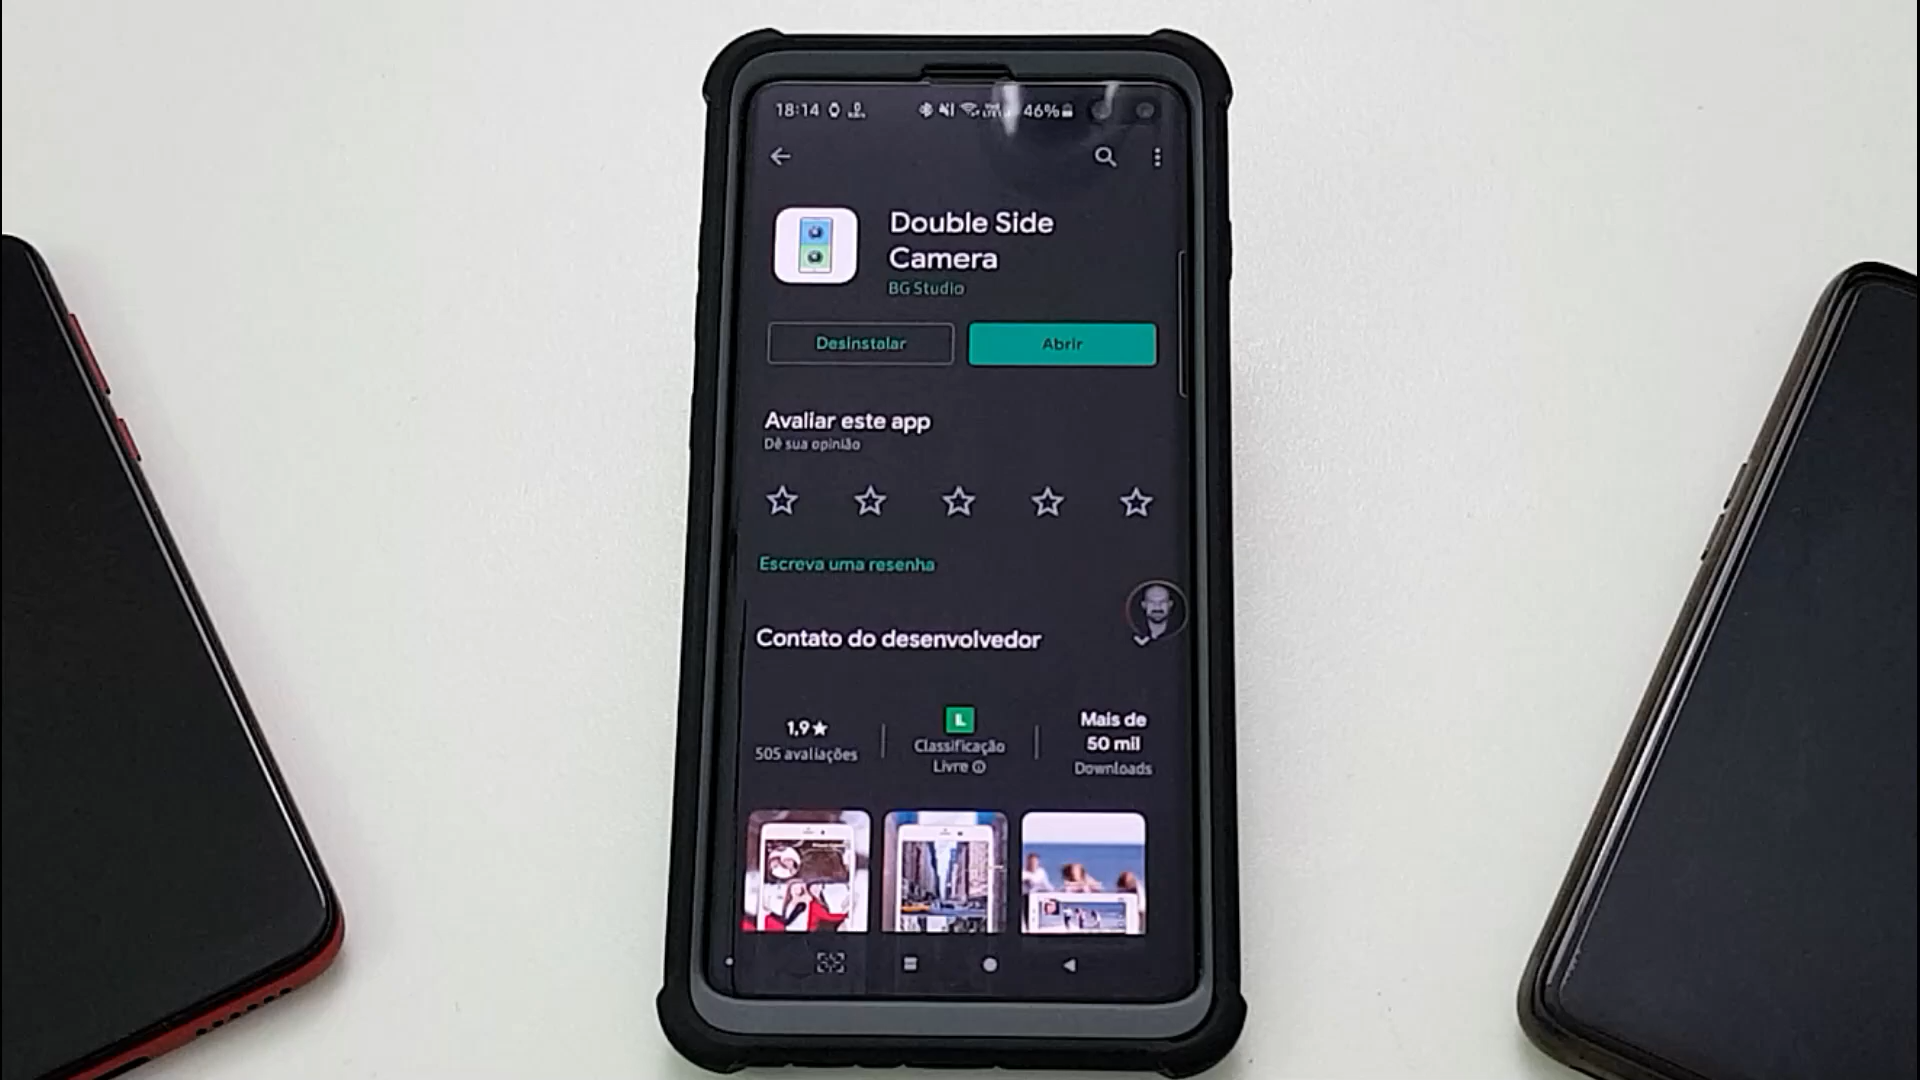 18:14
46%
Double Side
Camera
BG Studio
Desinstalar
Abrir
Avaliar este app
Dê sua opinião
Escreva uma resenha
Contato do desenvolvedor
1,9★
505 avaliações
L
Classificação
Livre
Mais de
50 mil
Downloads